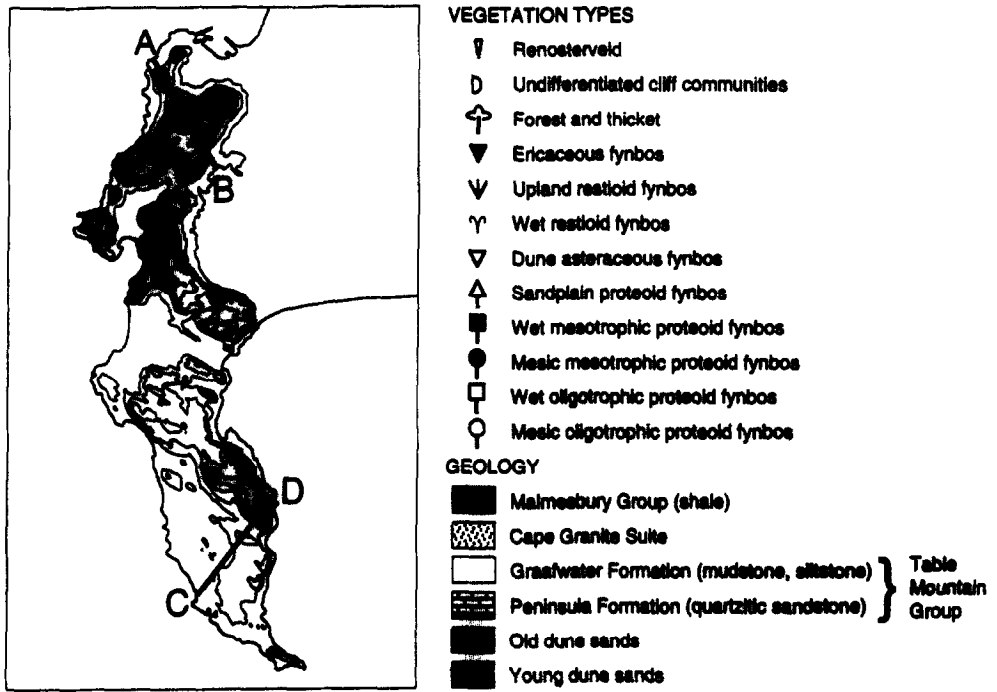 A
B
D
C
VEGETATION TYPES
Renosterveld
Undifferentiated cliff communities
Forest and thicket
Ericaceous fynbos
Upland restioid fynbos
Wet restioid fynbos
Dune asteraceous fynbos
Sandplain proteoid fynbos
Wet mesotrophic proteoid fynbos
Mesic mesotrophic proteoid fynbos
Wet oligotrophic proteoid fynbos
Mesic oligotrophic proteoid fynbos
GEOLOGY
Malmesbury Group (shale)
Cape Granite Suite
Graafwater Formation (mudstone, siltstone)
Peninsula Formation (quartzitic sandstone)
Table
Mountain
Group
Old dune sands
Young dune sands